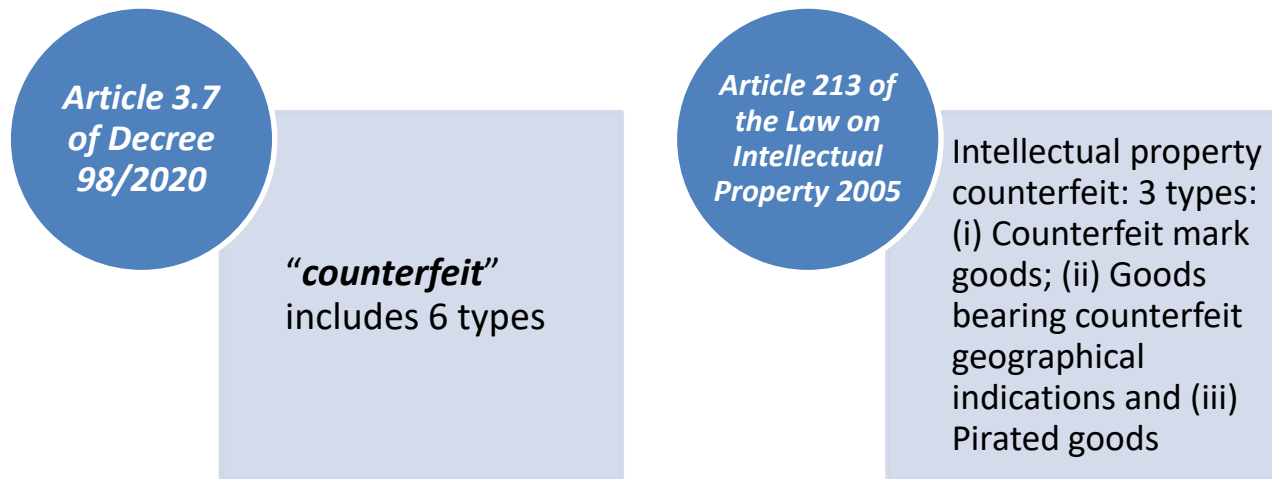 Article 3.7
of Decree
98/2020
“counterfeit”
includes 6 types
Article 213 of
the Law on
Intellectual
Property 2005
Intellectual property
counterfeit: 3 types:
(i) Counterfeit mark
goods; (ii) Goods
bearing counterfeit
geographical
indications and (iii)
Pirated goods